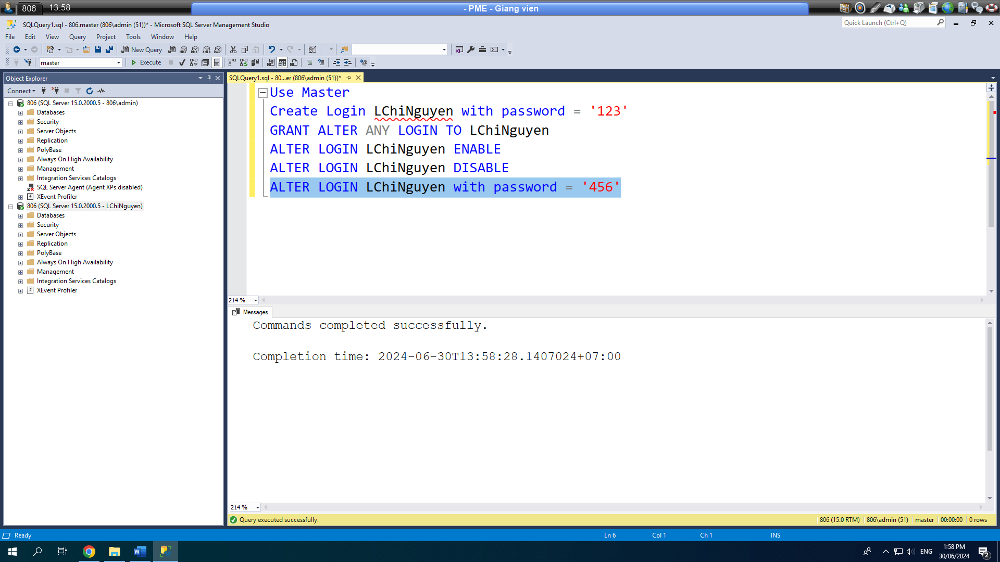 806
13:58
- PME - Giang vien
SQLQuery1.sql - 806.master (806\admin (51))* - Microsoft SQL Server Management Studio
Quick Launch (Ctrl+Q)
File Edit View Query Project Tools Window Help
New Query
MDX DMX XMLA DAX
master
Execute
Object Explorer
Connect
806 (SQL Server 15.0.2000.5 - 806\admin)
Databases
Security
Server Objects
Replication
PolyBase
Always On High Availability
Management
Integration Services Catalogs
SQL Server Agent (Agent XPs disabled)
XEvent Profiler
806 (SQL Server 15.0.2000.5 - LChiNguyen)
Databases
Security
Server Objects
Replication
PolyBase
Always On High Availability
Management
Integration Services Catalogs
XEvent Profiler
SQLQuery1.sql - 80...er (806\admin (51))*
Use Master
Create Login LChiNguyen with password = '123'
GRANT ALTER ANY LOGIN TO LChiNguyen
ALTER LOGIN LChiNguyen ENABLE
ALTER LOGIN LChiNguyen DISABLE
ALTER LOGIN LChiNguyen with password = '456'
214 %
Messages
Commands completed successfully.
Completion time: 2024-06-30T13:58:28.1407024+07:00
214 %
Query executed successfully.
806 (15.0 RTM) 806\admin (51) master 00:00:00 0 rows
Ready
Ln 6 Col 1 Ch 1 INS
ENG
1:58 PM
30/06/2024
2